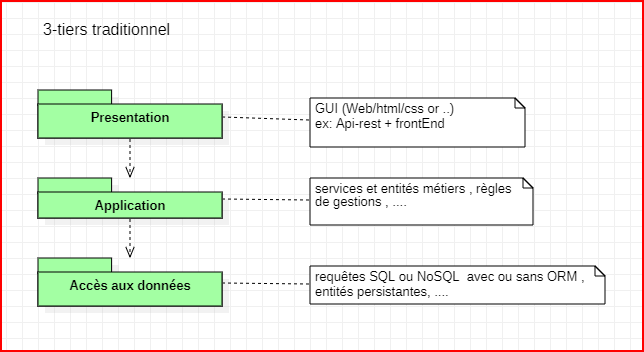 3-tiers traditionnel
Presentation
GUI (Web/html/css or ..)
ex: Api-rest + frontEnd
Application
services et entités métiers , règles
de gestions , ....
Accès aux données
requêtes SQL ou NoSQL  avec ou sans ORM ,
entités persistantes, ....